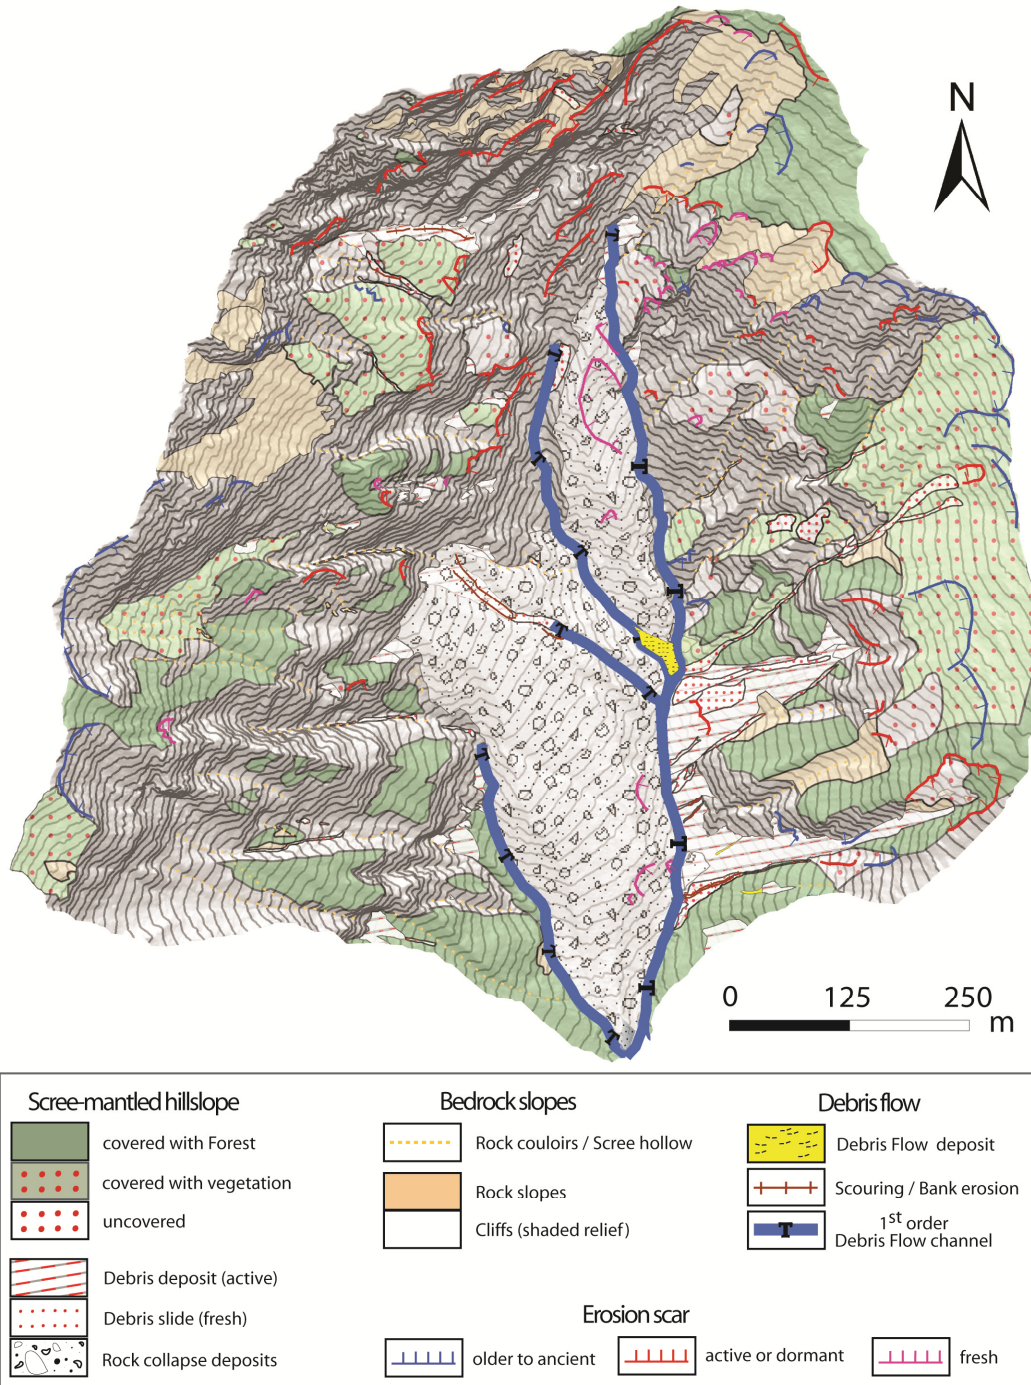 N
0 125 250
m
Scree-mantled hillslope
covered with Forest
covered with vegetation
uncovered
Debris deposit (active)
Debris slide (fresh)
Rock collapse deposits
Bedrock slopes
Rock couloirs / Scree hollow
Rock slopes
Cliffs (shaded relief)
Debris flow
Debris Flow deposit
Scouring / Bank erosion
1st order
Debris Flow channel
Erosion scar
older to ancient
active or dormant
fresh